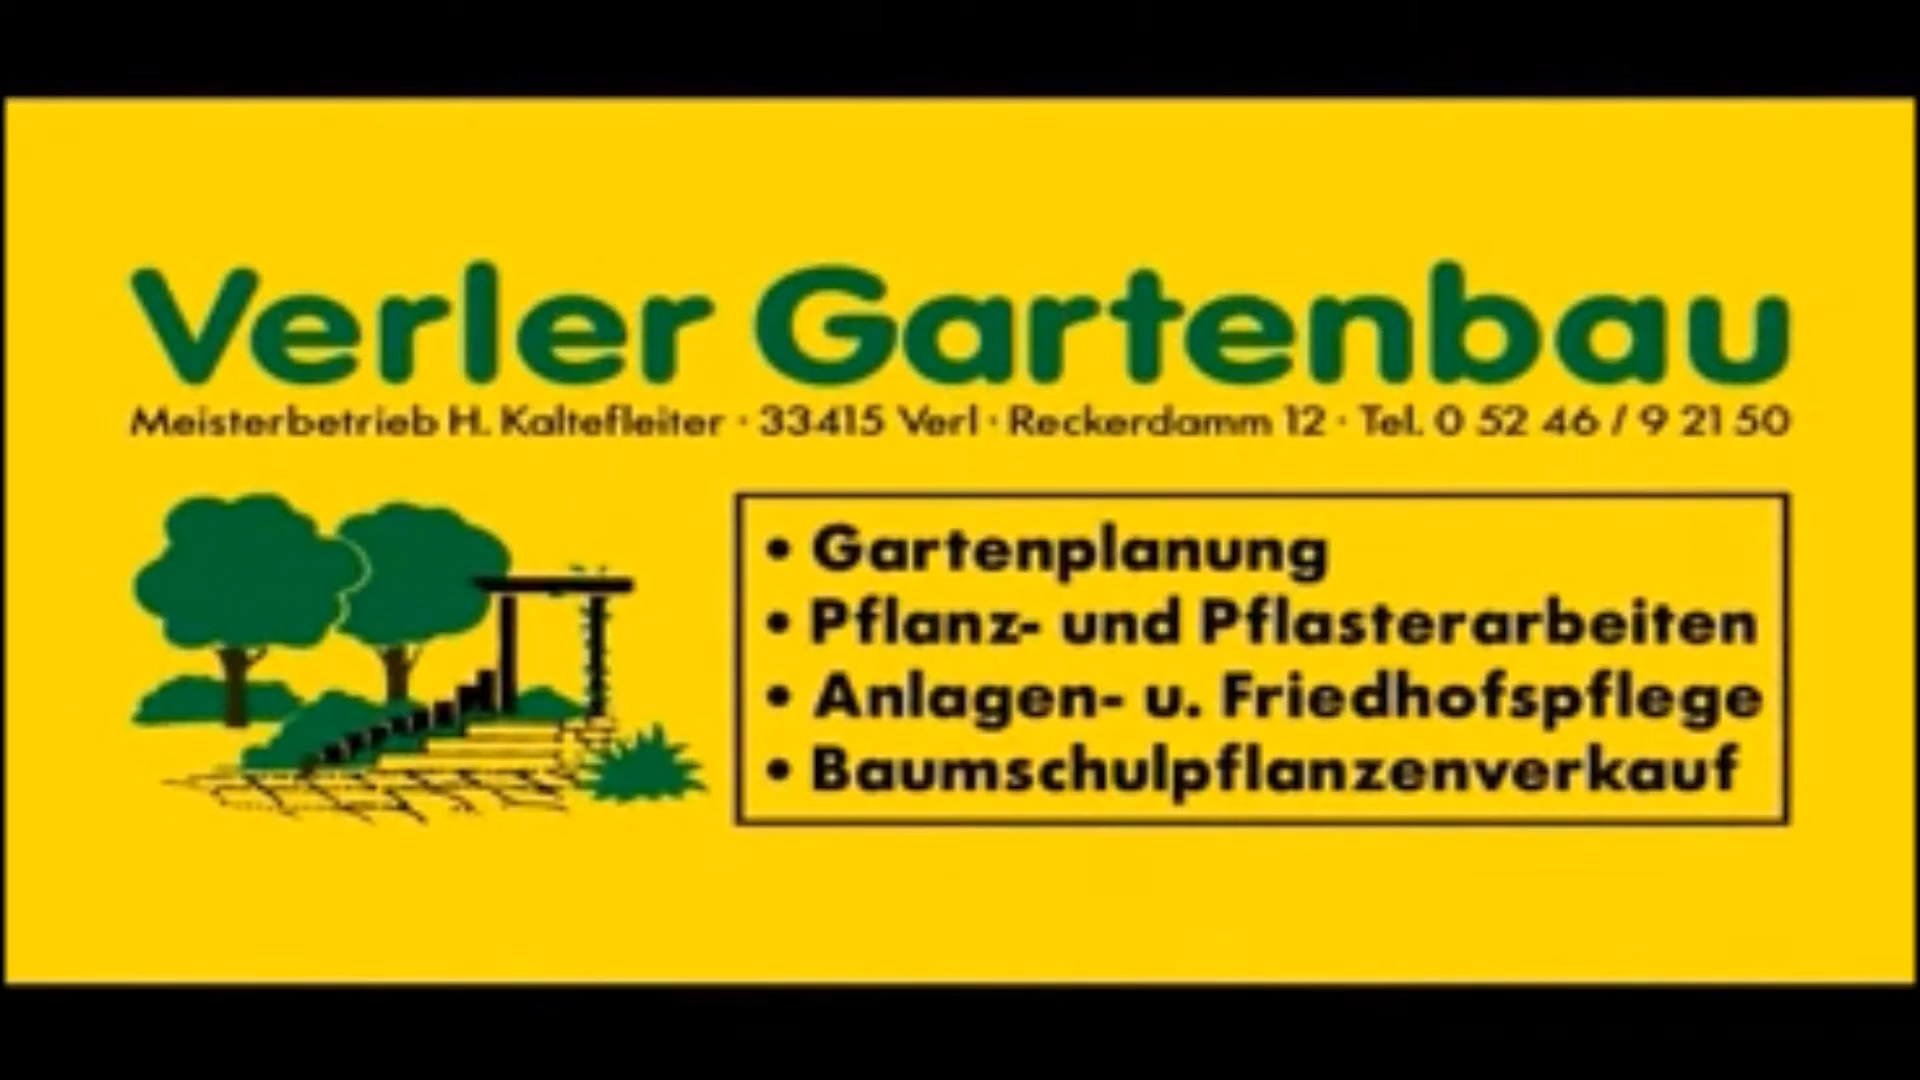 Verler Gartenbau
Meisterbetrieb H. Kaltefleiter · 33415 Verl · Reckerdamm 12 · Tel. 0 52 46 / 9 21 50
• Gartenplanung
• Pflanz- und Pflasterarbeiten
• Anlagen- u. Friedhofspflege
• Baumschulpflanzenverkauf